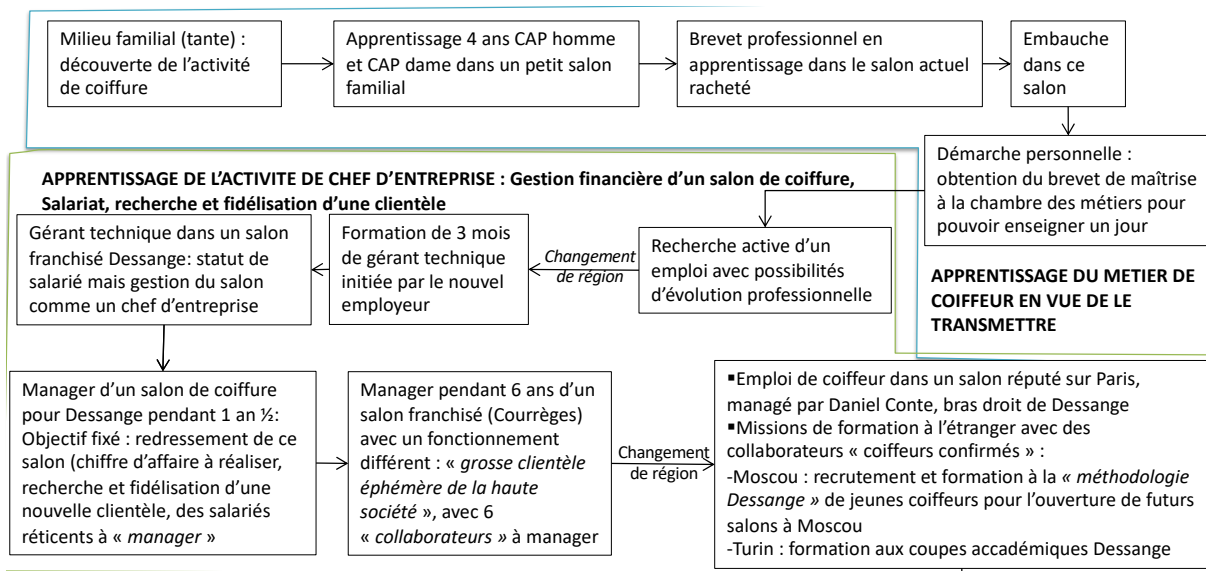 Milieu familial (tante) :
découverte de l’activité
de coiffure
Apprentissage 4 ans CAP homme
et CAP dame dans un petit salon
familial
Brevet professionnel en
apprentissage dans le salon actuel
racheté
Embauche
dans ce
salon
Démarche personnelle :
obtention du brevet de maîtrise
à la chambre des métiers pour
pouvoir enseigner un jour
APPRENTISSAGE DU METIER DE
COIFFEUR EN VUE DE LE
TRANSMETTRE
APPRENTISSAGE DE L’ACTIVITE DE CHEF D’ENTREPRISE : Gestion financière d’un salon de coiffure,
Salariat, recherche et fidélisation d’une clientèle
Recherche active d’un
emploi avec possibilités
d’évolution professionnelle
Changement
de région
Formation de 3 mois
de gérant technique
initiée par le nouvel
employeur
Gérant technique dans un salon
franchisé Dessange: statut de
salarié mais gestion du salon
comme un chef d’entreprise
Manager d’un salon de coiffure
pour Dessange pendant 1 an ½:
Objectif fixé : redressement de ce
salon (chiffre d’affaire à réaliser,
recherche et fidélisation d’une
nouvelle clientèle, des salariés
réticents à « manager »
Manager pendant 6 ans d’un
salon franchisé (Courrèges)
avec un fonctionnement
différent : « grosse clientèle
éphémère de la haute
société », avec 6
« collaborateurs » à manager
Changement
de région
▪Emploi de coiffeur dans un salon réputé sur Paris,
managé par Daniel Conte, bras droit de Dessange
▪Missions de formation à l’étranger avec des
collaborateurs « coiffeurs confirmés » :
-Moscou : recrutement et formation à la « méthodologie
Dessange » de jeunes coiffeurs pour l’ouverture de futurs
salons à Moscou
-Turin : formation aux coupes accadémiques Dessange